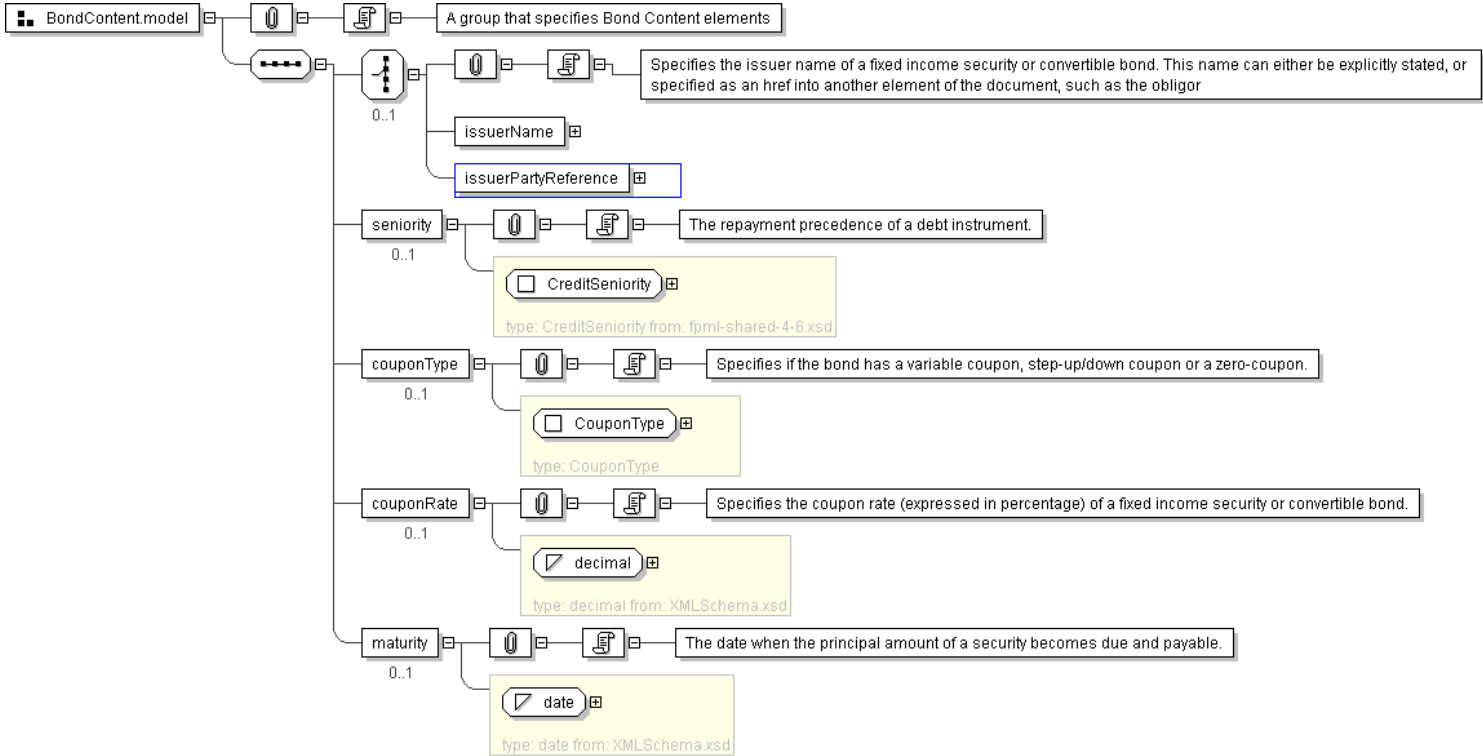 BondContent.model
A group that specifies Bond Content elements
0..1
Specifies the issuer name of a fixed income security or convertible bond. This name can either be explicitly stated, or
specified as an href into another element of the document, such as the obligor
issuerName
issuerPartyReference
seniority
0..1
The repayment precedence of a debt instrument.
CreditSeniority
type: CreditSeniority from: fpml-shared-4-6.xsd
couponType
0..1
Specifies if the bond has a variable coupon, step-up/down coupon or a zero-coupon.
CouponType
type: CouponType
couponRate
0..1
Specifies the coupon rate (expressed in percentage) of a fixed income security or convertible bond.
decimal
type: decimal from: XMLSchema.xsd
maturity
0..1
The date when the principal amount of a security becomes due and payable.
date
type: date from: XMLSchema.xsd